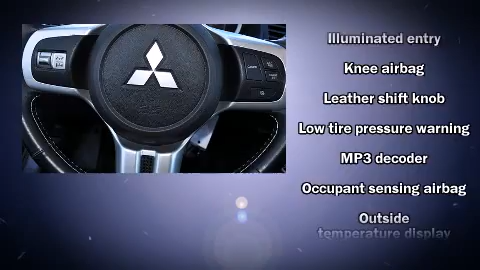 Illuminated entry
Knee airbag
Leather shift knob
Low tire pressure warning
MP3 decoder
Occupant sensing airbag
Outside
temperature display